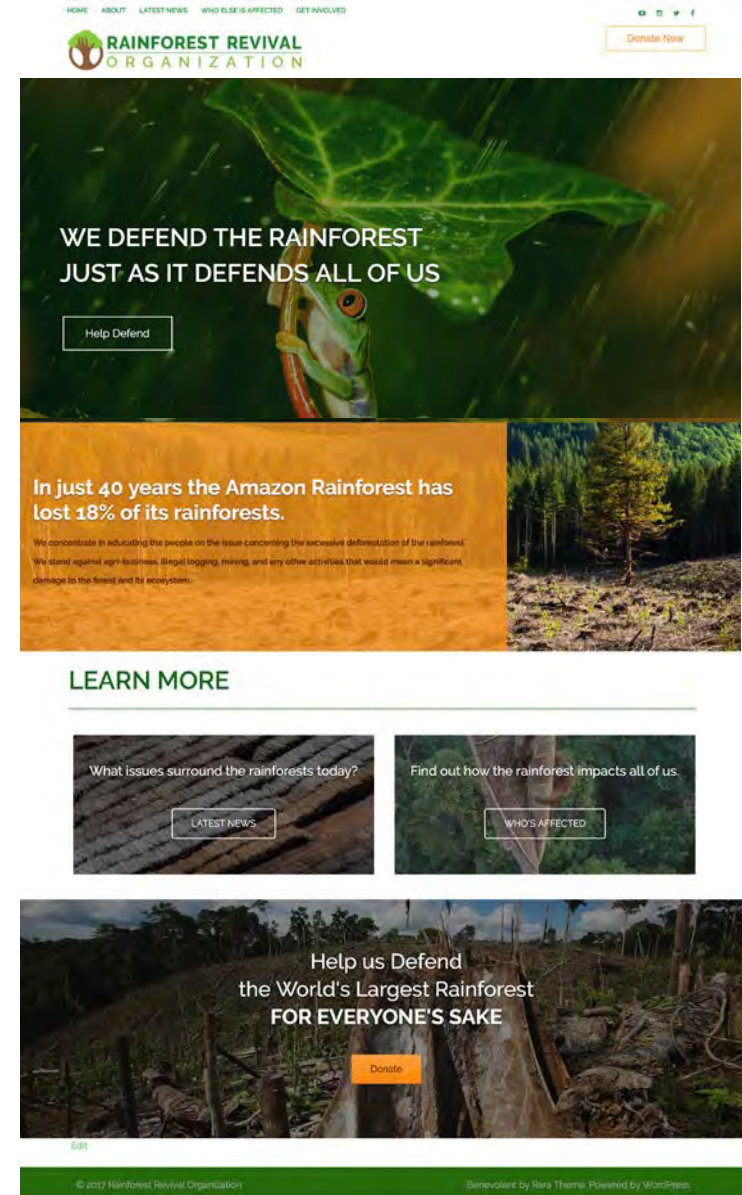 HOME ABOUT LATEST NEWS WHO ELSE IS AFFECTED GET INVOLVED
RAINFOREST REVIVAL
ORGANIZATION
Donate Now
WE DEFEND THE RAINFOREST
JUST AS IT DEFENDS ALL OF US
Help Defend
In just 40 years the Amazon Rainforest has
lost 18% of its rainforests.
We concentrate in educating the people on the issue concerning the excessive deforestation of the rainforest.
We stand against agri-business, illegal logging, mining, and any other activities that would mean a significant
damage to the forest and its ecosystem.
LEARN MORE
What issues surround the rainforests today?
LATEST NEWS
Find out how the rainforest impacts all of us.
WHO'S AFFECTED
Help us Defend
the World's Largest Rainforest
FOR EVERYONE'S SAKE
Donate
Edit
© 2017 Rainforest Revival Organization
Benevolent by Rara Theme. Powered by WordPress.